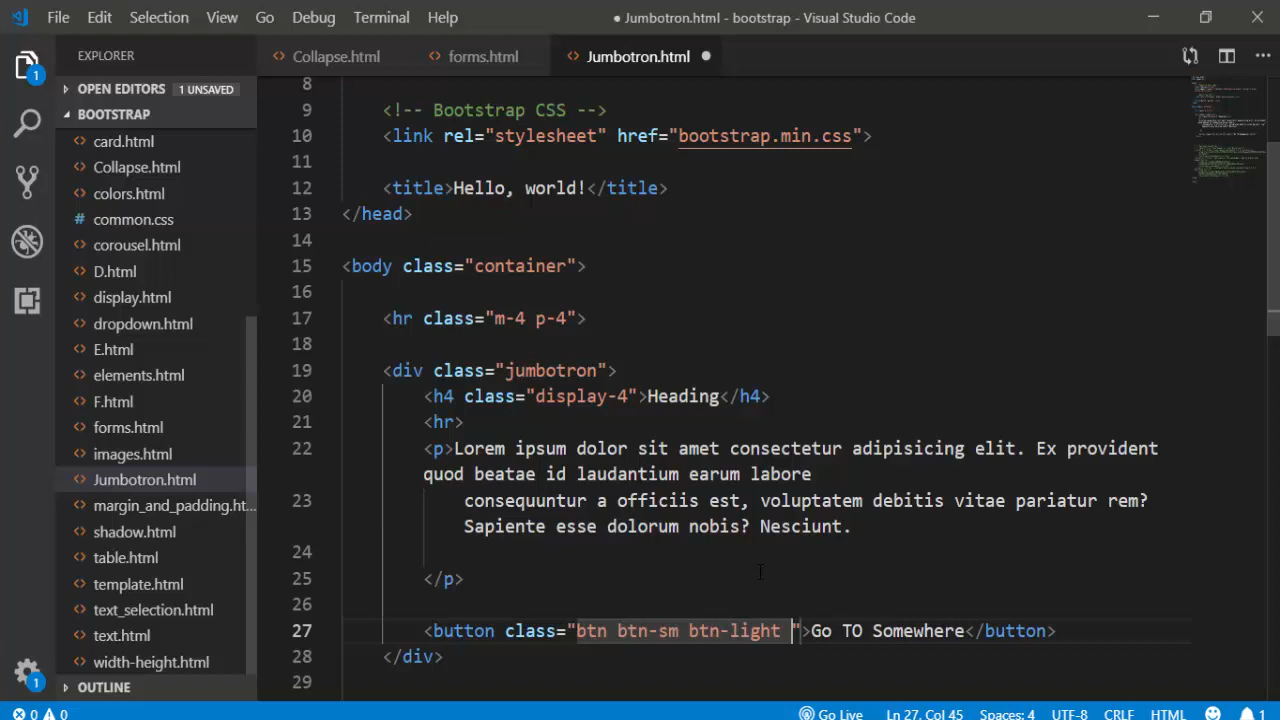 File Edit Selection View Go Debug Terminal Help
● Jumbotron.html - bootstrap - Visual Studio Code
EXPLORER
Collapse.html
forms.html
Jumbotron.html
OPEN EDITORS 1 UNSAVED
BOOTSTRAP
card.html
Collapse.html
colors.html
common.css
corousel.html
D.html
display.html
dropdown.html
E.html
elements.html
F.html
forms.html
images.html
Jumbotron.html
margin_and_padding.ht...
shadow.html
table.html
template.html
text_selection.html
text.html
width-height.html
OUTLINE
1
1
8
9 <!-- Bootstrap CSS -->
10 <link rel="stylesheet" href="bootstrap.min.css">
11
12 <title>Hello, world!</title>
13 </head>
14
15 <body class="container">
16
17 <hr class="m-4 p-4">
18
19 <div class="jumbotron">
20 <h4 class="display-4">Heading</h4>
21 <hr>
22 <p>Lorem ipsum dolor sit amet consectetur adipisicing elit. Ex provident
quod beatae id laudantium earum labore
23 consequuntur a officiis est, voluptatem debitis vitae pariatur rem?
Sapiente esse dolorum nobis? Nesciunt.
24
25 </p>
26
27 <button class="btn btn-sm btn-light ">Go TO Somewhere</button>
28 </div>
29
0 0 Go Live Ln 27, Col 45 Spaces: 4 UTF-8 CRLF HTML 1